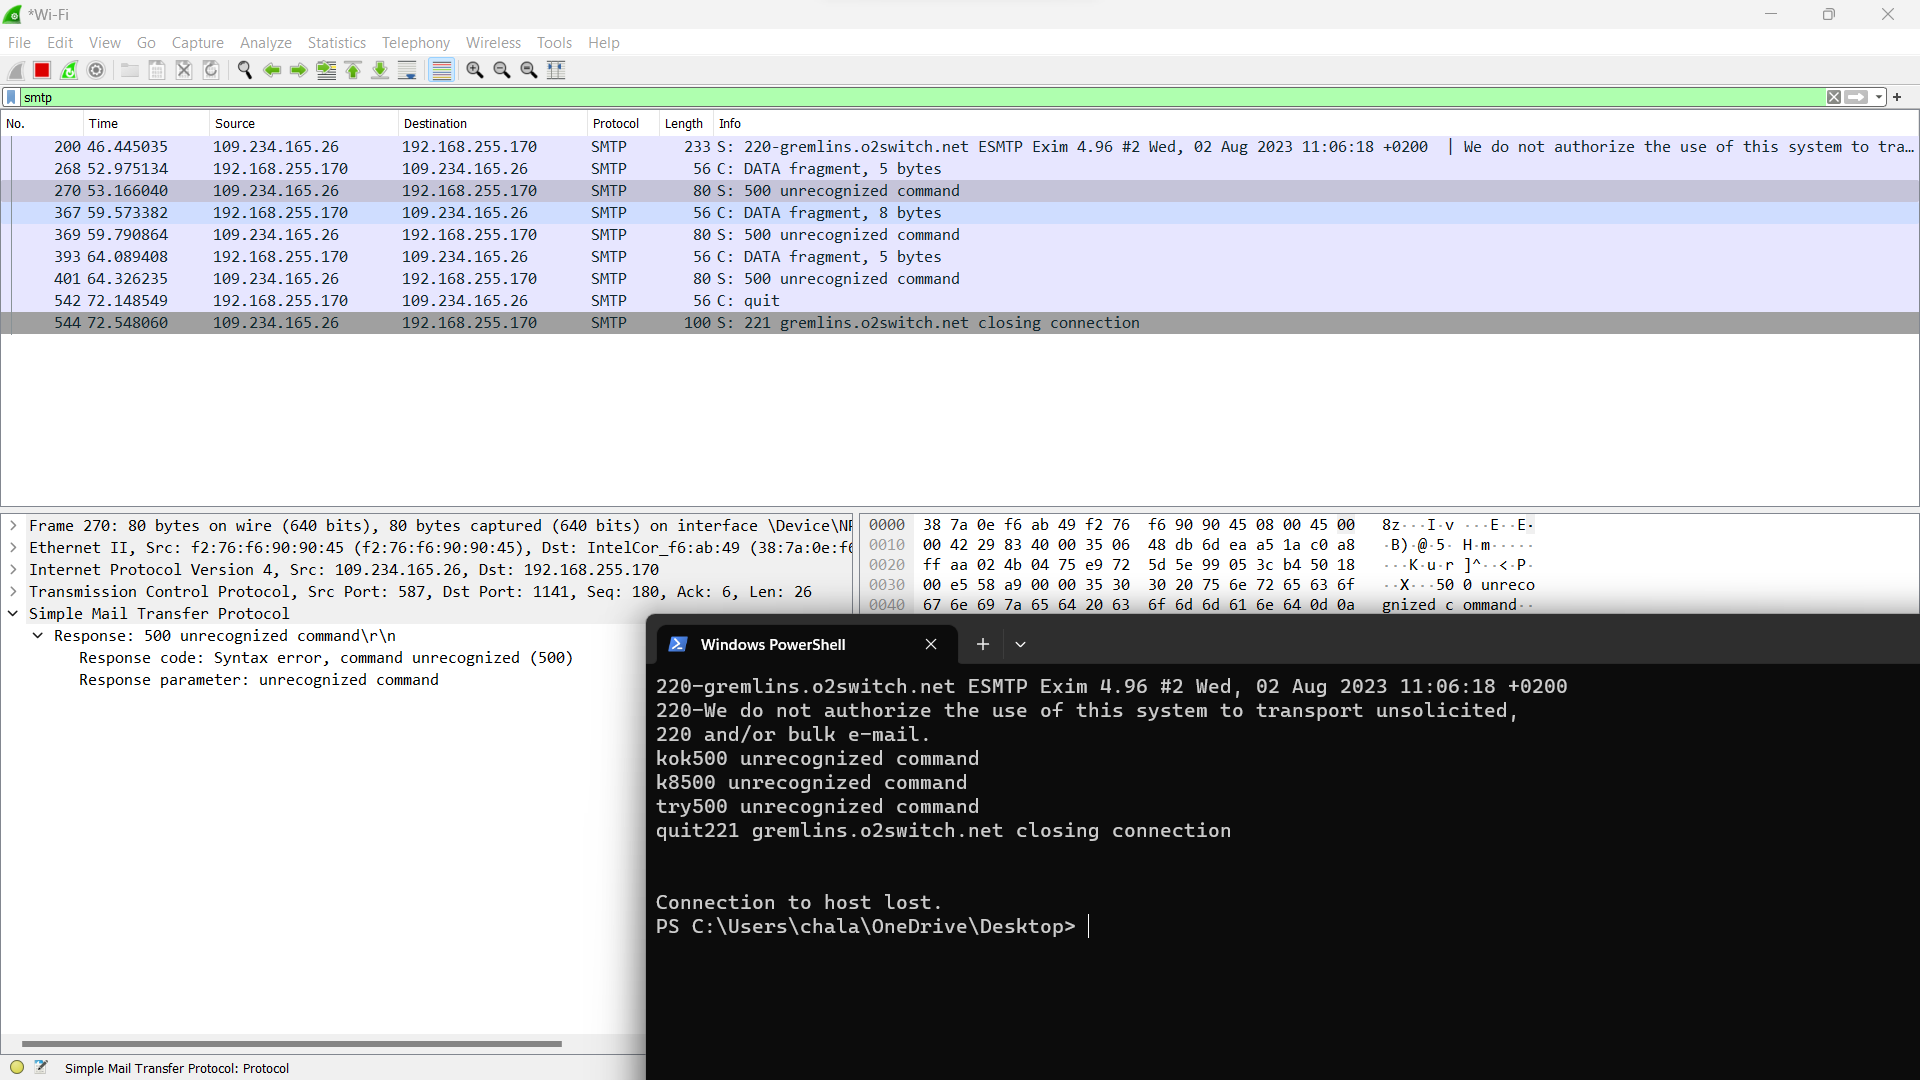 *Wi-Fi
File Edit View Go Capture Analyze Statistics Telephony Wireless Tools Help
smtp
No. Time Source Destination Protocol Length Info
200 46.445035 109.234.165.26 192.168.255.170 SMTP 233 S: 220-gremlins.o2switch.net ESMTP Exim 4.96 #2 Wed, 02 Aug 2023 11:06:18 +0200 | We do not authorize the use of this system to tra…
268 52.975134 192.168.255.170 109.234.165.26 SMTP 56 C: DATA fragment, 5 bytes
270 53.166040 109.234.165.26 192.168.255.170 SMTP 80 S: 500 unrecognized command
367 59.573382 192.168.255.170 109.234.165.26 SMTP 56 C: DATA fragment, 8 bytes
369 59.790864 109.234.165.26 192.168.255.170 SMTP 80 S: 500 unrecognized command
393 64.089408 192.168.255.170 109.234.165.26 SMTP 56 C: DATA fragment, 5 bytes
401 64.326235 109.234.165.26 192.168.255.170 SMTP 80 S: 500 unrecognized command
542 72.148549 192.168.255.170 109.234.165.26 SMTP 56 C: quit
544 72.548060 109.234.165.26 192.168.255.170 SMTP 100 S: 221 gremlins.o2switch.net closing connection
Frame 270: 80 bytes on wire (640 bits), 80 bytes captured (640 bits) on interface \Device\NP
Ethernet II, Src: f2:76:f6:90:90:45 (f2:76:f6:90:90:45), Dst: IntelCor_f6:ab:49 (38:7a:0e:f6
Internet Protocol Version 4, Src: 109.234.165.26, Dst: 192.168.255.170
Transmission Control Protocol, Src Port: 587, Dst Port: 1141, Seq: 180, Ack: 6, Len: 26
Simple Mail Transfer Protocol
Response: 500 unrecognized command\r\n
Response code: Syntax error, command unrecognized (500)
Response parameter: unrecognized command
0000 38 7a 0e f6 ab 49 f2 76 f6 90 90 45 08 00 45 00 8z···I·v ···E··E·
0010 00 42 29 83 40 00 35 06 48 db 6d ea a5 1a c0 a8 ·B)·@·5· H·m·····
0020 ff aa 02 4b 04 75 e9 72 5d 5e 99 05 3c b4 50 18 ···K·u·r ]^··<·P·
0030 00 e5 58 a9 00 00 35 30 30 20 75 6e 72 65 63 6f ··X···50 0 unreco
0040 67 6e 69 7a 65 64 20 63 6f 6d 6d 61 6e 64 0d 0a gnized c ommand··
Windows PowerShell
220-gremlins.o2switch.net ESMTP Exim 4.96 #2 Wed, 02 Aug 2023 11:06:18 +0200
220-We do not authorize the use of this system to transport unsolicited,
220 and/or bulk e-mail.
kok500 unrecognized command
k8500 unrecognized command
try500 unrecognized command
quit221 gremlins.o2switch.net closing connection
Connection to host lost.
PS C:\Users\chala\OneDrive\Desktop>
Simple Mail Transfer Protocol: Protocol